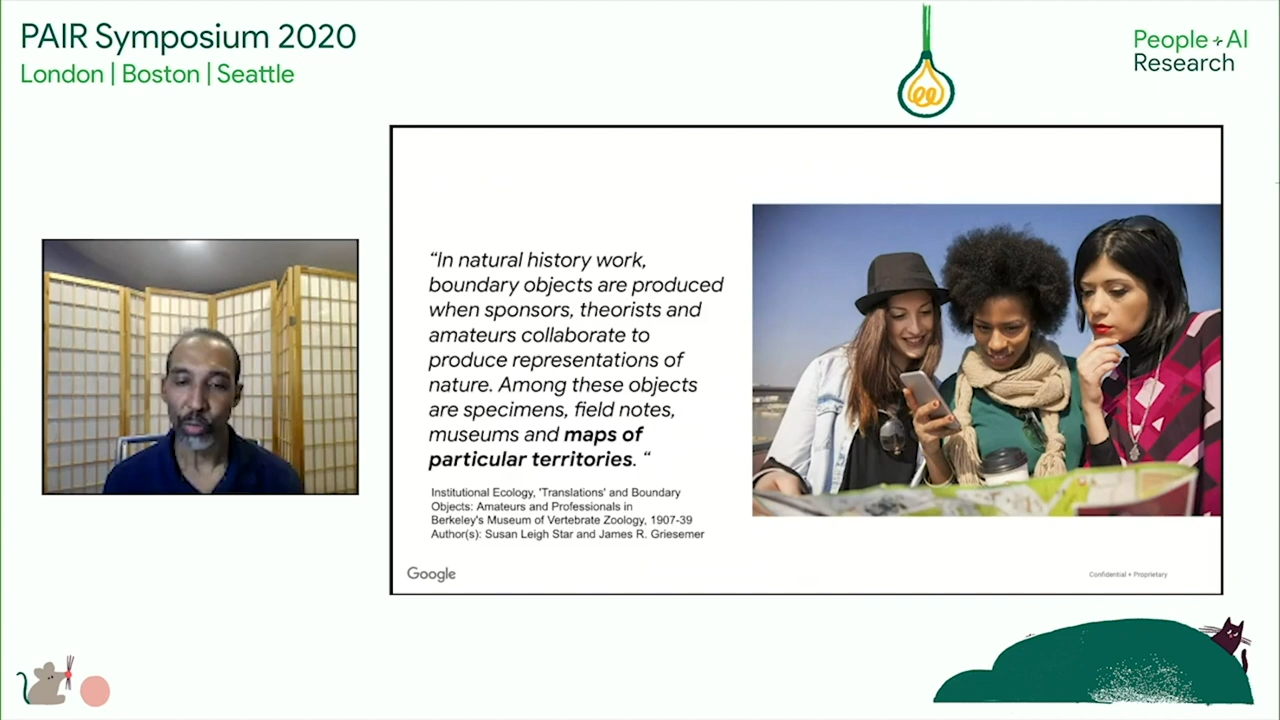 PAIR Symposium 2020
London | Boston | Seattle
People + AI
Research
“In natural history work,
boundary objects are produced
when sponsors, theorists and
amateurs collaborate to
produce representations of
nature. Among these objects
are specimens, field notes,
museums and maps of
particular territories. “
Institutional Ecology, 'Translations' and Boundary
Objects: Amateurs and Professionals in
Berkeley's Museum of Vertebrate Zoology, 1907-39
Author(s): Susan Leigh Star and James R. Griesemer
Google
Confidential + Proprietary